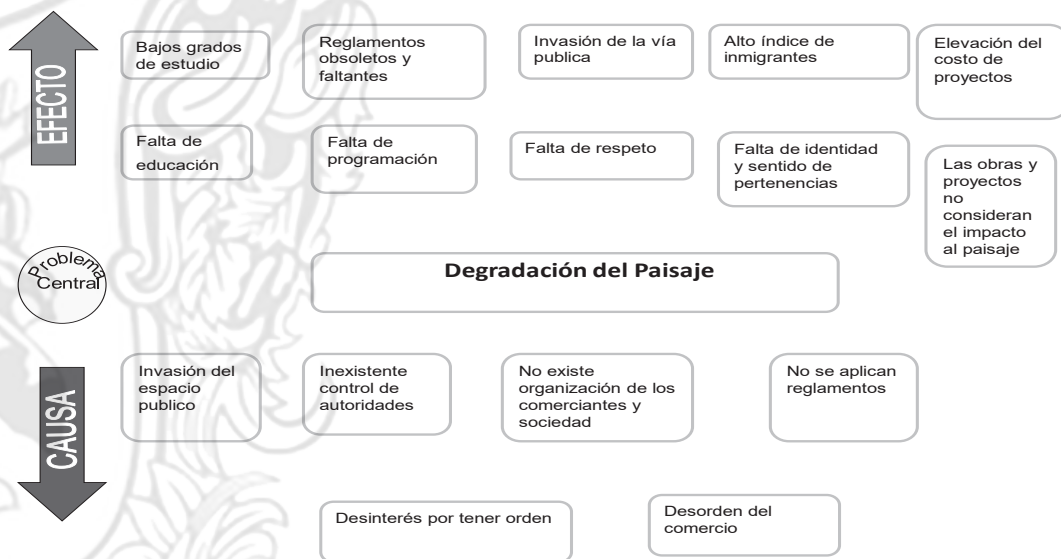 EFECTO
Bajos grados
de estudio
Reglamentos
obsoletos y
faltantes
Invasión de la vía
publica
Alto índice de
inmigrantes
Elevación del
costo de
proyectos
Falta de
educación
Falta de
programación
Falta de respeto
Falta de identidad
y sentido de
pertenencias
Las obras y
proyectos
no
consideran
el impacto
al paisaje
Problema
Central
Degradación del Paisaje
CAUSA
Invasión del
espacio
publico
Inexistente
control de
autoridades
No existe
organización de los
comerciantes y
sociedad
No se aplican
reglamentos
Desinterés por tener orden
Desorden del
comercio